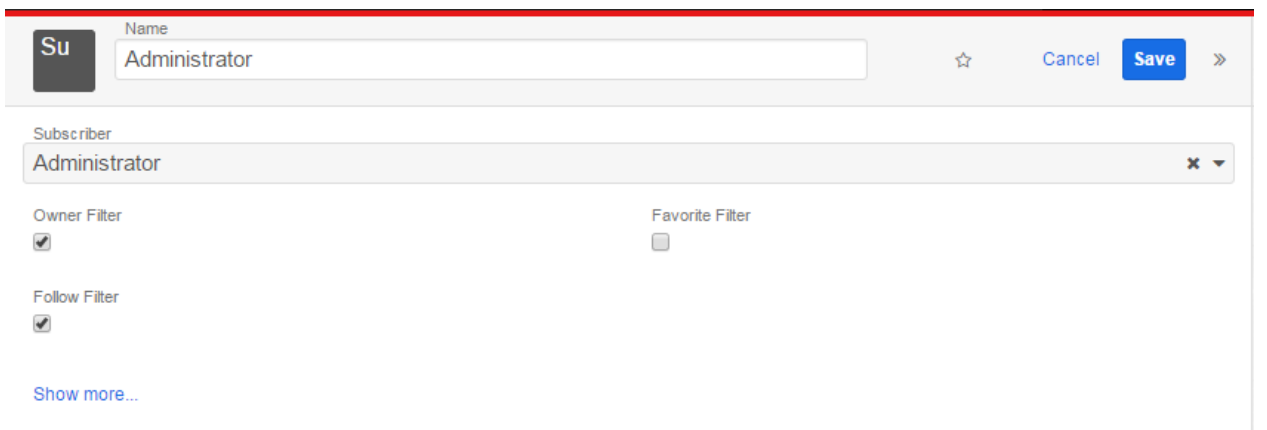 Su
Name
Administrator
Cancel
Save
Subscriber
Administrator
Owner Filter
Favorite Filter
Follow Filter
Show more...